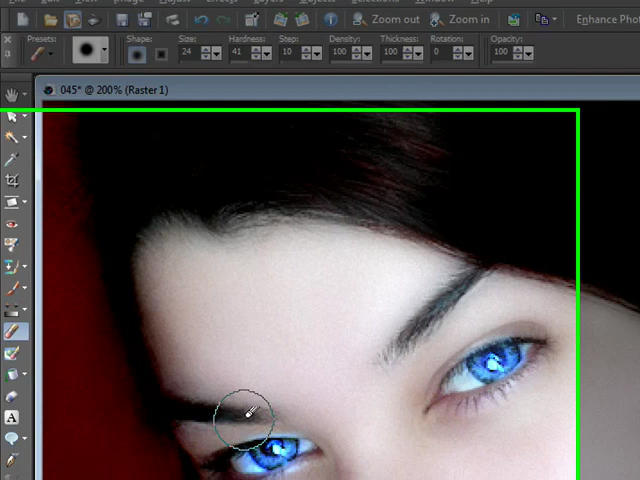 Zoom out Zoom in Enhance Phot
Presets: Shape: Size: Hardness: Step: Density: Thickness: Rotation: Opacity:
24 41 10 100 100 0 100
045* @ 200% (Raster 1)
A